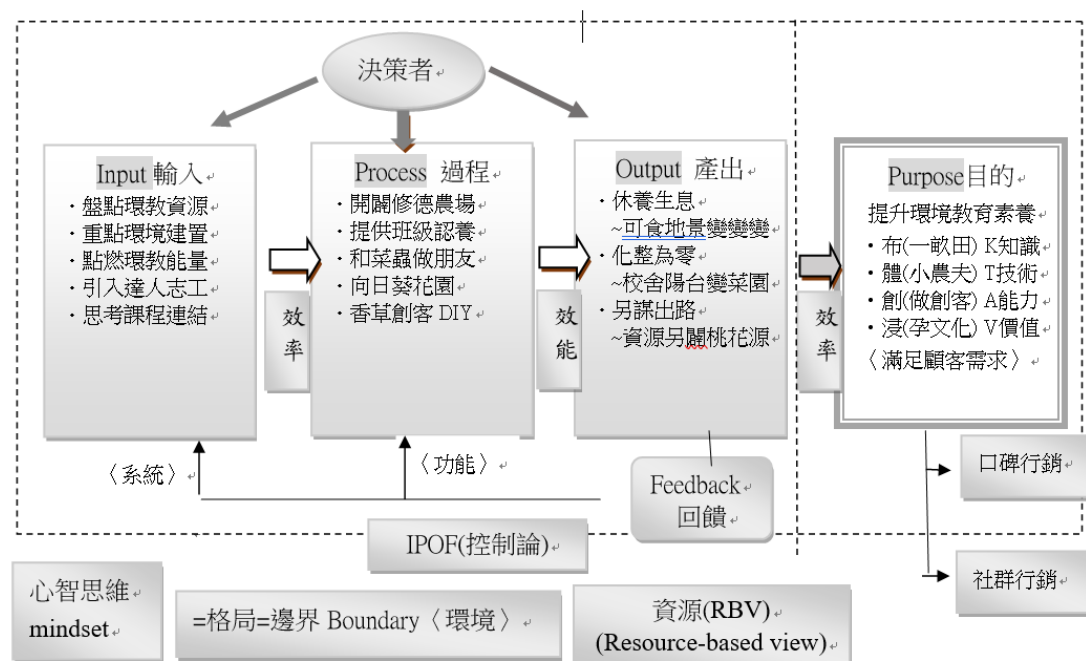 決策者
Input 輸入
・盤點環教資源
・重點環境建置
・點燃環教能量
・引入達人志工
・思考課程連結
效率
Process 過程
・開闢修德農場
・提供班級認養
・和菜蟲做朋友
・向日葵花園
・香草創客 DIY
效能
Output 產出
・休養生息
~可食地景變變變
・化整為零
~校舍陽台變菜園
・另謀出路
~資源另闢桃花源
效率
Purpose目的
提升環境教育素養
・布(一畝田) K知識
・體(小農夫) T技術
・創(做創客) A能力
・浸(孕文化) V價值
〈滿足顧客需求〉
〈系統〉
〈功能〉
Feedback
回饋
口碑行銷
IPOF(控制論)
社群行銷
心智思維
mindset
=格局=邊界 Boundary〈環境〉
資源(RBV)
(Resource-based view)